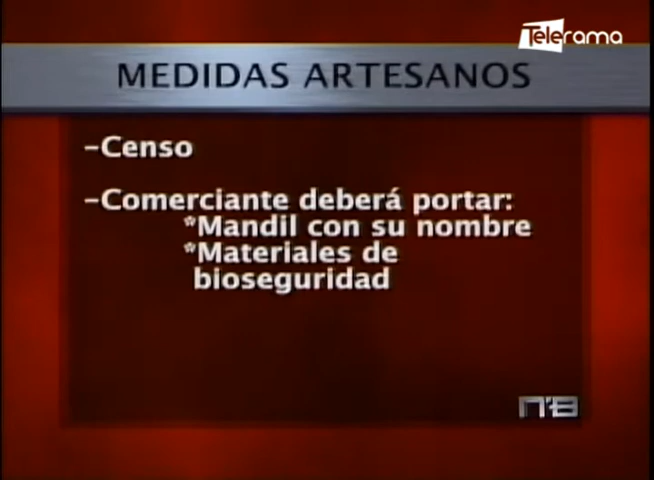 Telerama
MEDIDAS ARTESANOS
-Censo
-Comerciante deberá portar:
*Mandil con su nombre
*Materiales de
bioseguridad